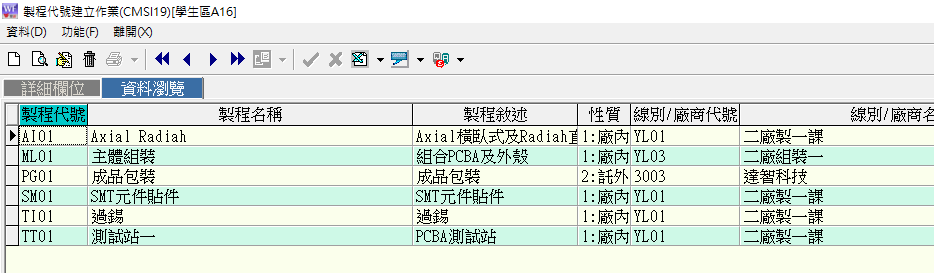 製程代號建立作業(CMSI19)[學生區A16]
資料(D) 功能(F) 離開(X)
詳細欄位 資料瀏覽
製程代號 製程名稱 製程敘述 性質 線別/廠商代號 線別/廠商名
AI01 Axial Radiah Axial橫臥式及Radiah直 1:廠內 YL01 二廠製一課
ML01 主體組裝 組合PCBA及外殼 1:廠內 YL03 二廠組裝一
PG01 成品包裝 成品包裝 2:託外 3003 達智科技
SM01 SMT元件貼件 SMT元件貼件 1:廠內 YL01 二廠製一課
TI01 過錫 過錫 1:廠內 YL01 二廠製一課
TT01 測試站一 PCBA測試站 1:廠內 YL01 二廠製一課